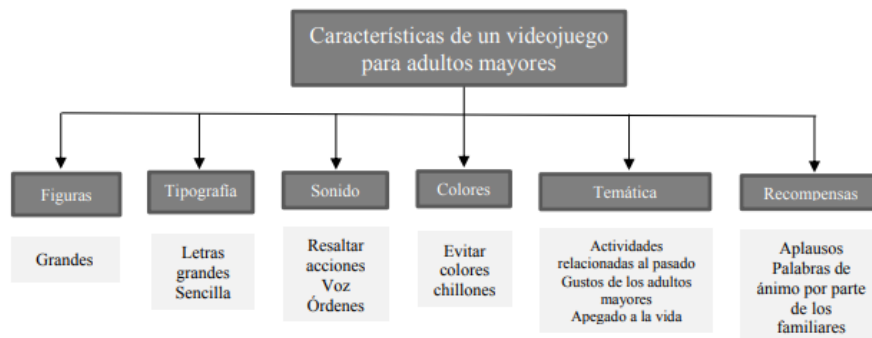 Características de un videojuego
para adultos mayores
Figuras
Tipografía
Sonido
Colores
Temática
Recompensas
Grandes
Letras
grandes
Sencilla
Resaltar
acciones
Voz
Órdenes
Evitar
colores
chillones
Actividades
relacionadas al pasado
Gustos de los adultos
mayores
Apegado a la vida
Aplausos
Palabras de
ánimo por parte
de los
familiares